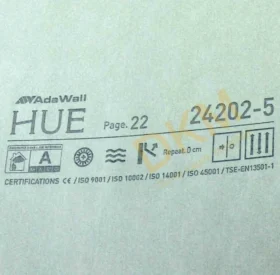 AdaWall
HUE Page. 22 24202-5
A Repeat. 0 cm
CERTIFICATIONS CE / ISO 9001 / ISO 10002 / ISO 14001 / ISO 45001 / TSE-EN13501-1